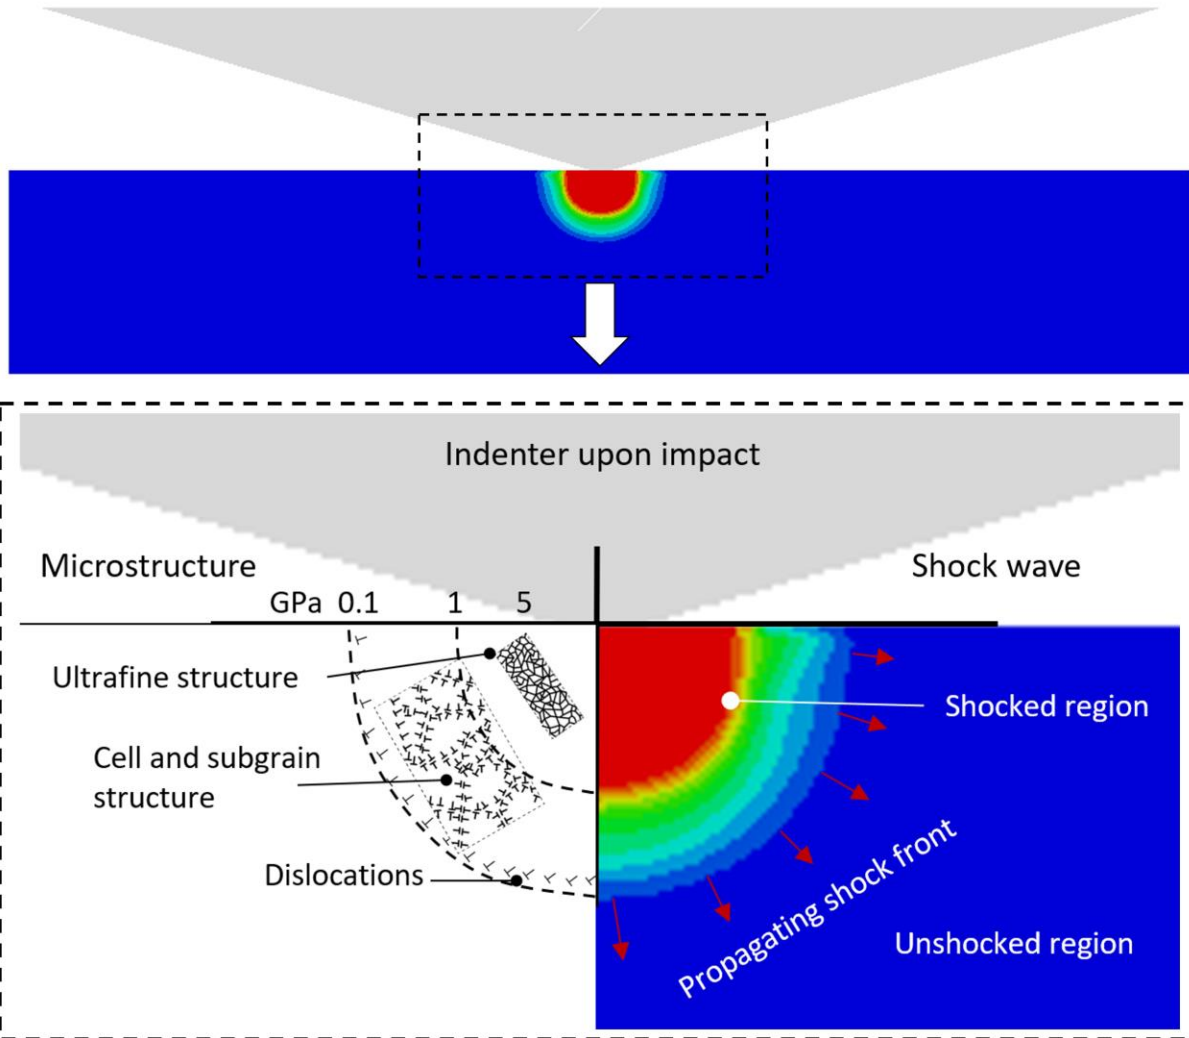 Indenter upon impact
Microstructure
Shock wave
GPa 0.1 1 5
Ultrafine structure
Shocked region
Cell and subgrain
structure
Dislocations
Propagating shock front
Unshocked region